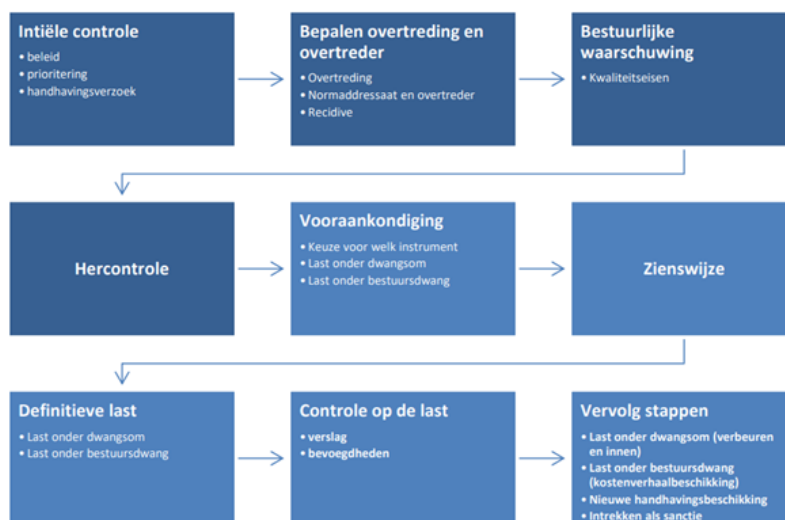 Intiële controle
• beleid
• prioritering
• handhavingsverzoek
Bepalen overtreding en
overtreder
• Overtreding
• Normaddressaat en overtreder
• Recidive
Bestuurlijke
waarschuwing
• Kwaliteitseisen
Hercontrole
Vooraankondiging
• Keuze voor welk instrument
• Last onder dwangsom
• Last onder bestuursdwang
Zienswijze
Definitieve last
• Last onder dwangsom
• Last onder bestuursdwang
Controle op de last
• verslag
• bevoegdheden
Vervolg stappen
• Last onder dwangsom (verbeuren
en innen)
• Last onder bestuursdwang
(kostenverhaalbeschikking)
• Nieuwe handhavingsbeschikking
• Intrekken als sanctie